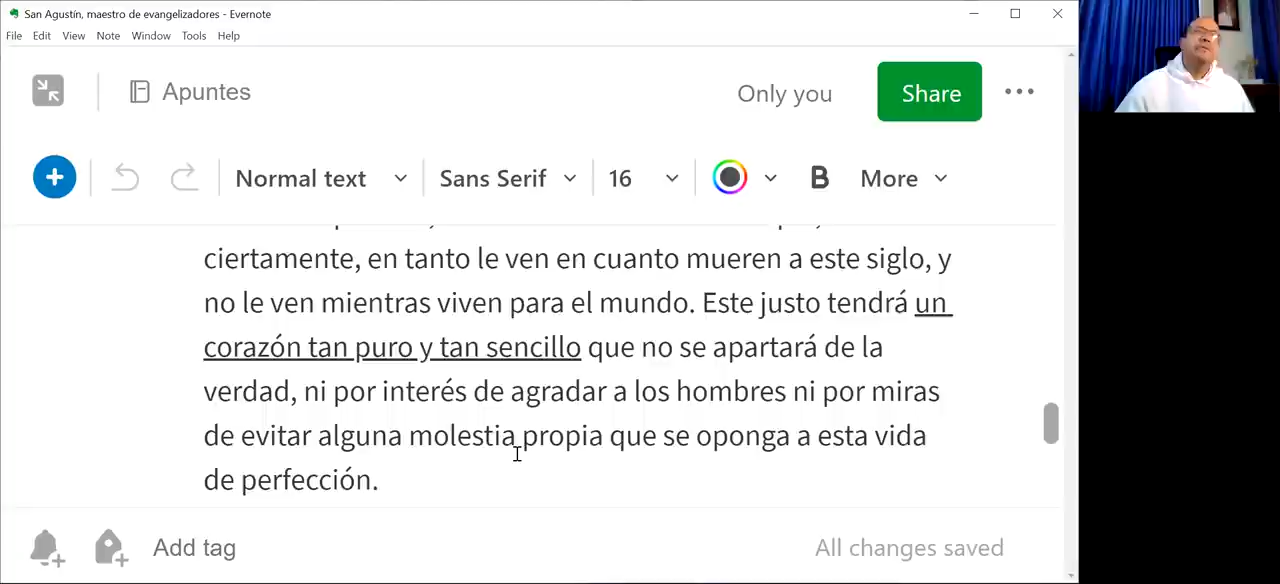 San Agustín, maestro de evangelizadores - Evernote
File Edit View Note Window Tools Help
Apuntes
Only you
Share
Normal text
Sans Serif
16
B
More
ciertamente, en tanto le ven en cuanto mueren a este siglo, y
no le ven mientras viven para el mundo. Este justo tendrá un
corazón tan puro y tan sencillo que no se apartará de la
verdad, ni por interés de agradar a los hombres ni por miras
de evitar alguna molestia propia que se oponga a esta vida
de perfección.
Add tag
All changes saved